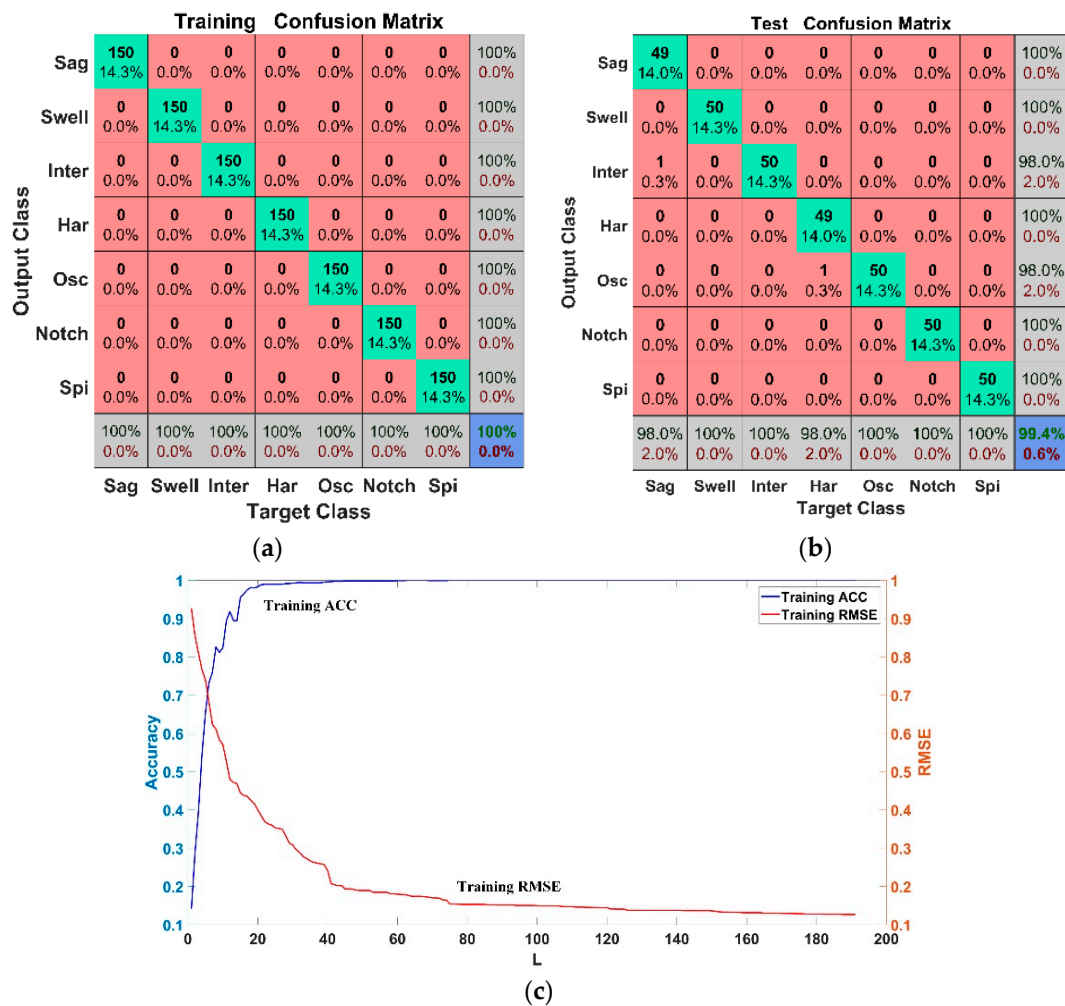 Training Confusion Matrix
Sag 150 0 0 0 0 0 0 100%
14.3% 0.0% 0.0% 0.0% 0.0% 0.0% 0.0% 0.0%
Swell 0 150 0 0 0 0 0 100%
0.0% 14.3% 0.0% 0.0% 0.0% 0.0% 0.0% 0.0%
Inter 0 0 150 0 0 0 0 100%
0.0% 0.0% 14.3% 0.0% 0.0% 0.0% 0.0% 0.0%
Har 0 0 0 150 0 0 0 100%
0.0% 0.0% 0.0% 14.3% 0.0% 0.0% 0.0% 0.0%
Osc 0 0 0 0 150 0 0 100%
0.0% 0.0% 0.0% 0.0% 14.3% 0.0% 0.0% 0.0%
Notch 0 0 0 0 0 150 0 100%
0.0% 0.0% 0.0% 0.0% 0.0% 14.3% 0.0% 0.0%
Spi 0 0 0 0 0 0 150 100%
0.0% 0.0% 0.0% 0.0% 0.0% 0.0% 14.3% 0.0%
100% 100% 100% 100% 100% 100% 100% 100%
0.0% 0.0% 0.0% 0.0% 0.0% 0.0% 0.0% 0.0%
Sag Swell Inter Har Osc Notch Spi
Target Class
Output Class
(a)
Test Confusion Matrix
Sag 49 0 0 0 0 0 0 100%
14.0% 0.0% 0.0% 0.0% 0.0% 0.0% 0.0% 0.0%
Swell 0 50 0 0 0 0 0 100%
0.0% 14.3% 0.0% 0.0% 0.0% 0.0% 0.0% 0.0%
Inter 1 0 50 0 0 0 0 98.0%
0.3% 0.0% 14.3% 0.0% 0.0% 0.0% 0.0% 2.0%
Har 0 0 0 49 0 0 0 100%
0.0% 0.0% 0.0% 14.0% 0.0% 0.0% 0.0% 0.0%
Osc 0 0 0 1 50 0 0 98.0%
0.0% 0.0% 0.0% 0.3% 14.3% 0.0% 0.0% 2.0%
Notch 0 0 0 0 0 50 0 100%
0.0% 0.0% 0.0% 0.0% 0.0% 14.3% 0.0% 0.0%
Spi 0 0 0 0 0 0 50 100%
0.0% 0.0% 0.0% 0.0% 0.0% 0.0% 14.3% 0.0%
98.0% 100% 100% 98.0% 100% 100% 100% 99.4%
2.0% 0.0% 0.0% 2.0% 0.0% 0.0% 0.0% 0.6%
Sag Swell Inter Har Osc Notch Spi
Target Class
Output Class
(b)
1 1
0.9 0.9
0.8 0.8
0.7 0.7
0.6 0.6
0.5 0.5
0.4 0.4
0.3 0.3
0.2 0.2
0.1 0.1
Accuracy
RMSE
Training ACC
Training RMSE
Training ACC
Training RMSE
0 20 40 60 80 100 120 140 160 180 200
L
(c)